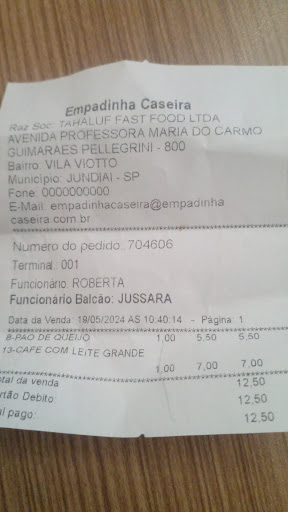 Empadinha Caseira
Raz Soc: TAHALUF FAST FOOD LTDA
AVENIDA PROFESSORA MARIA DO CARMO
GUIMARAES PELLEGRINI - 800
Bairro: VILA VIOTTO
Município: JUNDIAI - SP
Fone: 0000000000
E-Mail: empadinhacaseira@empadinha
caseira.com.br
Numero do pedido: 704606
Terminal: 001
Funcionário: ROBERTA
Funcionário Balcão: JUSSARA
Data da Venda: 19/05/2024 AS 10:40:14 - Página: 1
8-PAO DE QUEIJO 1,00 5,50 5,50
13-CAFE COM LEITE GRANDE
1,00 7,00 7,00
tal da venda 12,50
rtão Debito: 12,50
al pago: 12,50